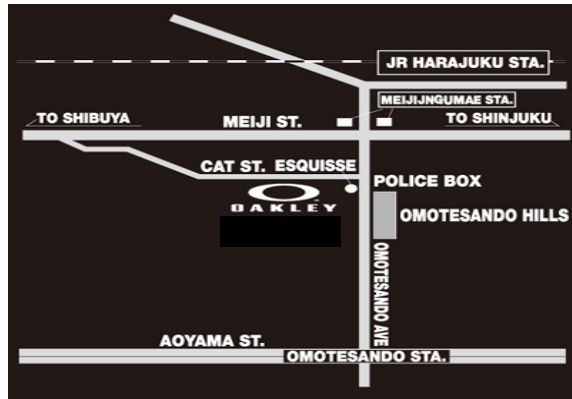 JR HARAJUKU STA.
MEIJIJNGUMAE STA.
TO SHIBUYA
MEIJI ST.
TO SHINJUKU
CAT ST. ESQUISSE
POLICE BOX
OAKLEY
OMOTESANDO HILLS
OMOTESANDO AVE
AOYAMA ST.
OMOTESANDO STA.